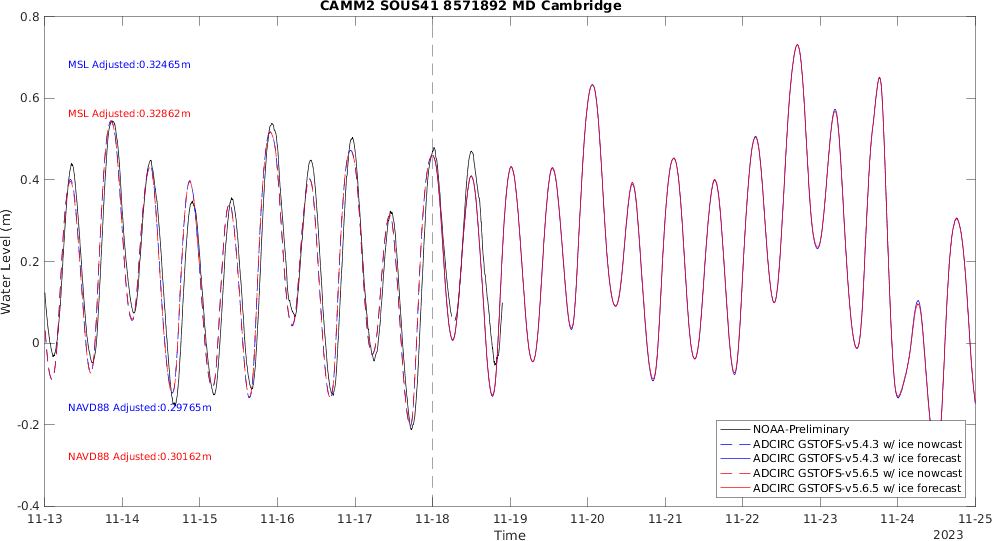 CAMM2 SOUS41 8571892 MD Cambridge
0.8
0.6
0.4
0.2
0
-0.2
-0.4
Water Level (m)
MSL Adjusted:0.32465m
MSL Adjusted:0.32862m
NAVD88 Adjusted:0.29765m
NAVD88 Adjusted:0.30162m
NOAA-Preliminary
ADCIRC GSTOFS-v5.4.3 w/ ice nowcast
ADCIRC GSTOFS-v5.4.3 w/ ice forecast
ADCIRC GSTOFS-v5.6.5 w/ ice nowcast
ADCIRC GSTOFS-v5.6.5 w/ ice forecast
11-13 11-14 11-15 11-16 11-17 11-18 11-19 11-20 11-21 11-22 11-23 11-24 11-25
Time
2023